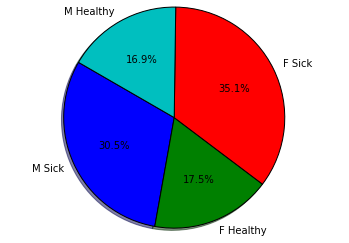 M Healthy
16.9%
F Sick
35.1%
30.5%
M Sick
17.5%
F Healthy